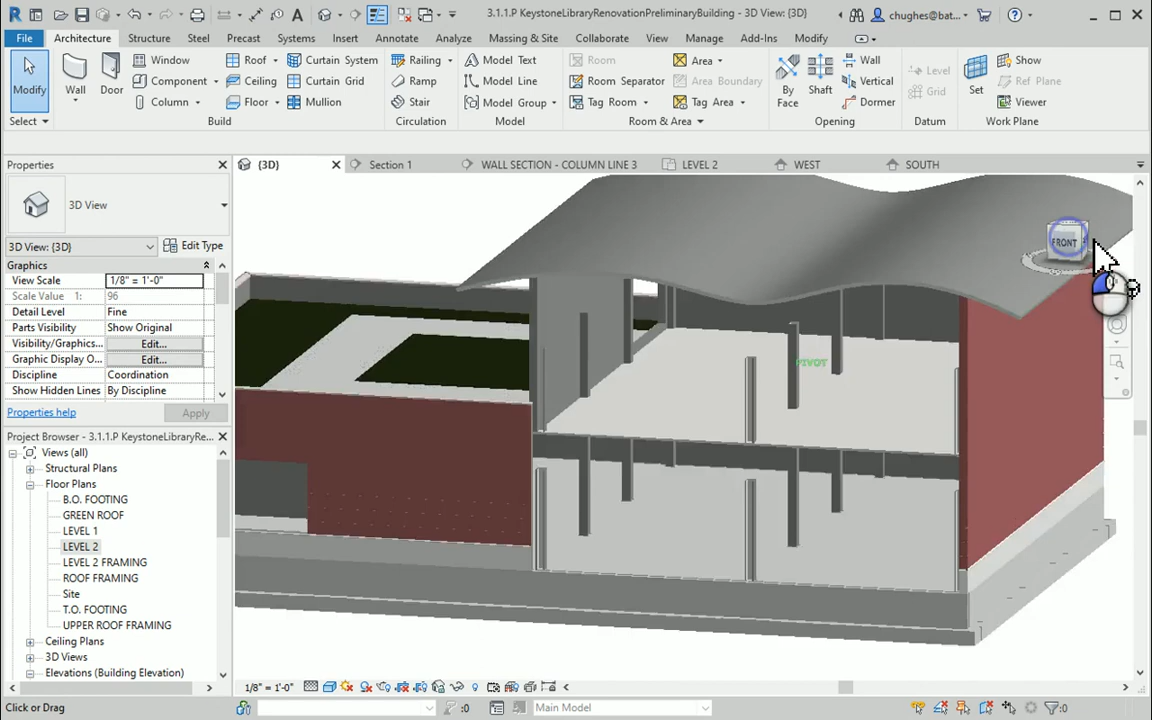 3.1.1.P KeystoneLibraryRenovationPreliminaryBuilding - 3D View: {3D}
chughes@bat...
File Architecture Structure Steel Precast Systems Insert Annotate Analyze Massing & Site Collaborate View Manage Add-Ins Modify
Modify
Wall
Door
Window
Component
Column
Roof
Ceiling
Floor
Curtain System
Curtain Grid
Mullion
Railing
Ramp
Stair
Model Text
Model Line
Model Group
Room
Room Separator
Tag Room
Area
Area Boundary
Tag Area
By
Face
Shaft
Wall
Vertical
Dormer
Level
Grid
Set
Show
Ref Plane
Viewer
Select Build Circulation Model Room & Area Opening Datum Work Plane
Properties
{3D} Section 1 WALL SECTION - COLUMN LINE 3 LEVEL 2 WEST SOUTH
3D View
3D View: {3D} Edit Type
Graphics
View Scale 1/8" = 1'-0"
Scale Value 96
Detail Level Fine
Parts Visibility Show Original
Visibility/Graphics... Edit...
Graphic Display O... Edit...
Discipline Coordination
Show Hidden Lines By Discipline
Properties help Apply
Project Browser - 3.1.1.P KeystoneLibraryRe...
Views (all)
Structural Plans
Floor Plans
B.O. FOOTING
GREEN ROOF
LEVEL 1
LEVEL 2
LEVEL 2 FRAMING
ROOF FRAMING
Site
T.O. FOOTING
UPPER ROOF FRAMING
Ceiling Plans
3D Views
Elevations (Building Elevation)
FRONT
PIVOT
1/8" = 1'-0"
Click or Drag
:0
Main Model
:0